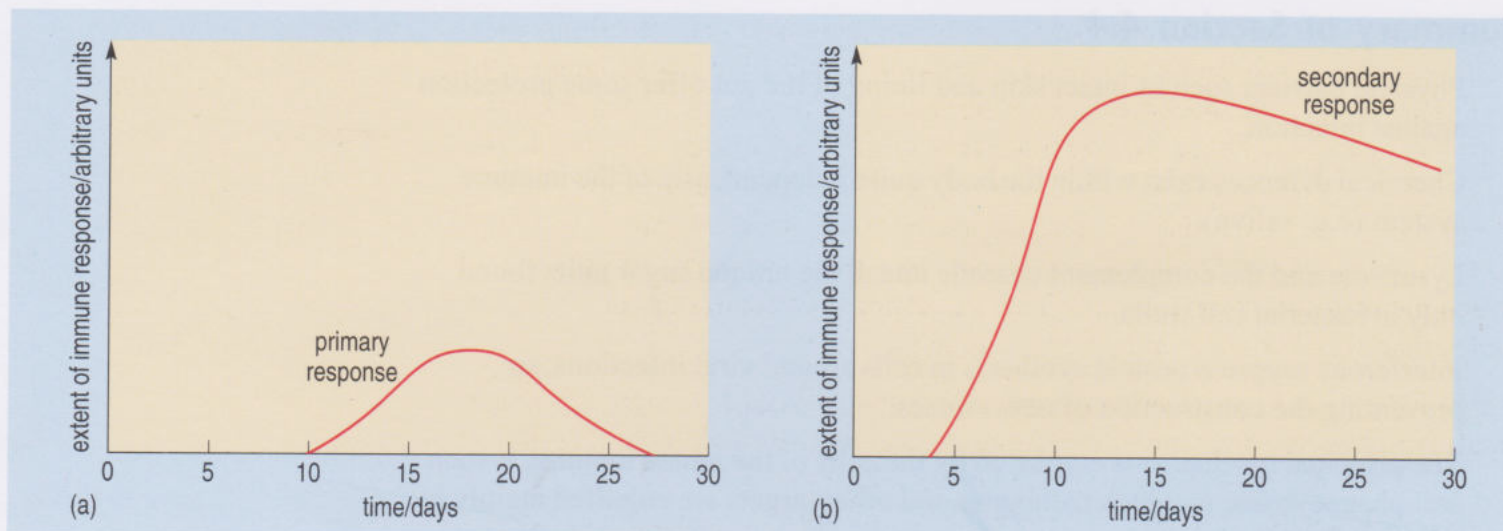 extent of immune response/arbitrary units
primary
response
0 5 10 15 20 25 30
(a)
time/days
extent of immune response/arbitrary units
secondary
response
0 5 10 15 20 25 30
(b)
time/days